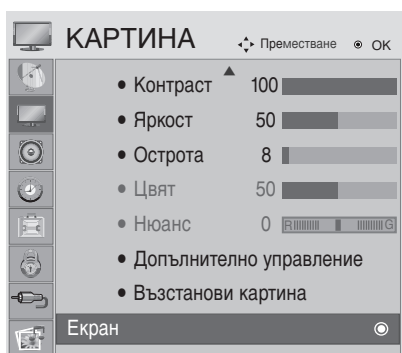 КАРТИНА Преместване OK
• Контраст 100
• Яркост 50
• Острота 8
• Цвят 50
• Нюанс 0 R G
• Допълнително управление
• Възстанови картина
Екран